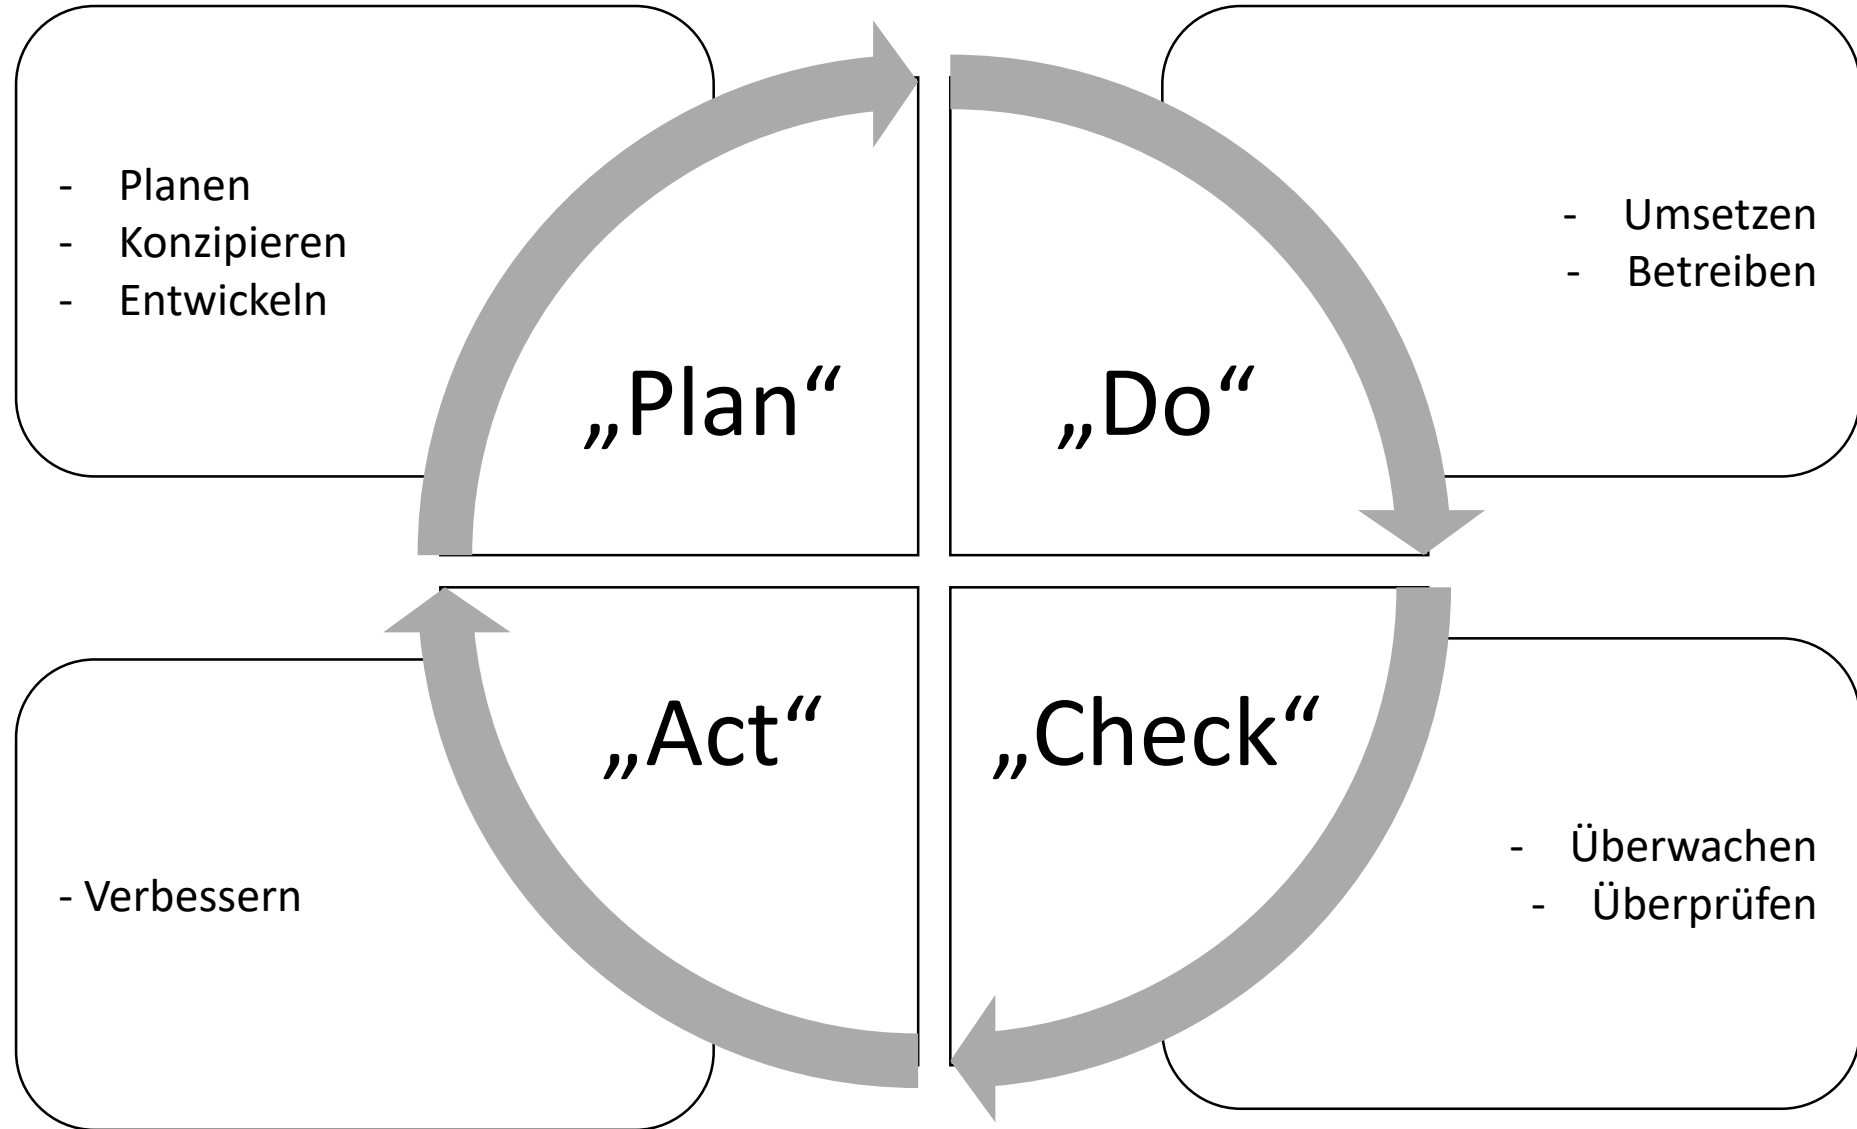 - Planen
- Konzipieren
- Entwickeln
- Umsetzen
- Betreiben
„Plan“
„Do“
„Act“
„Check“
- Verbessern
- Überwachen
- Überprüfen